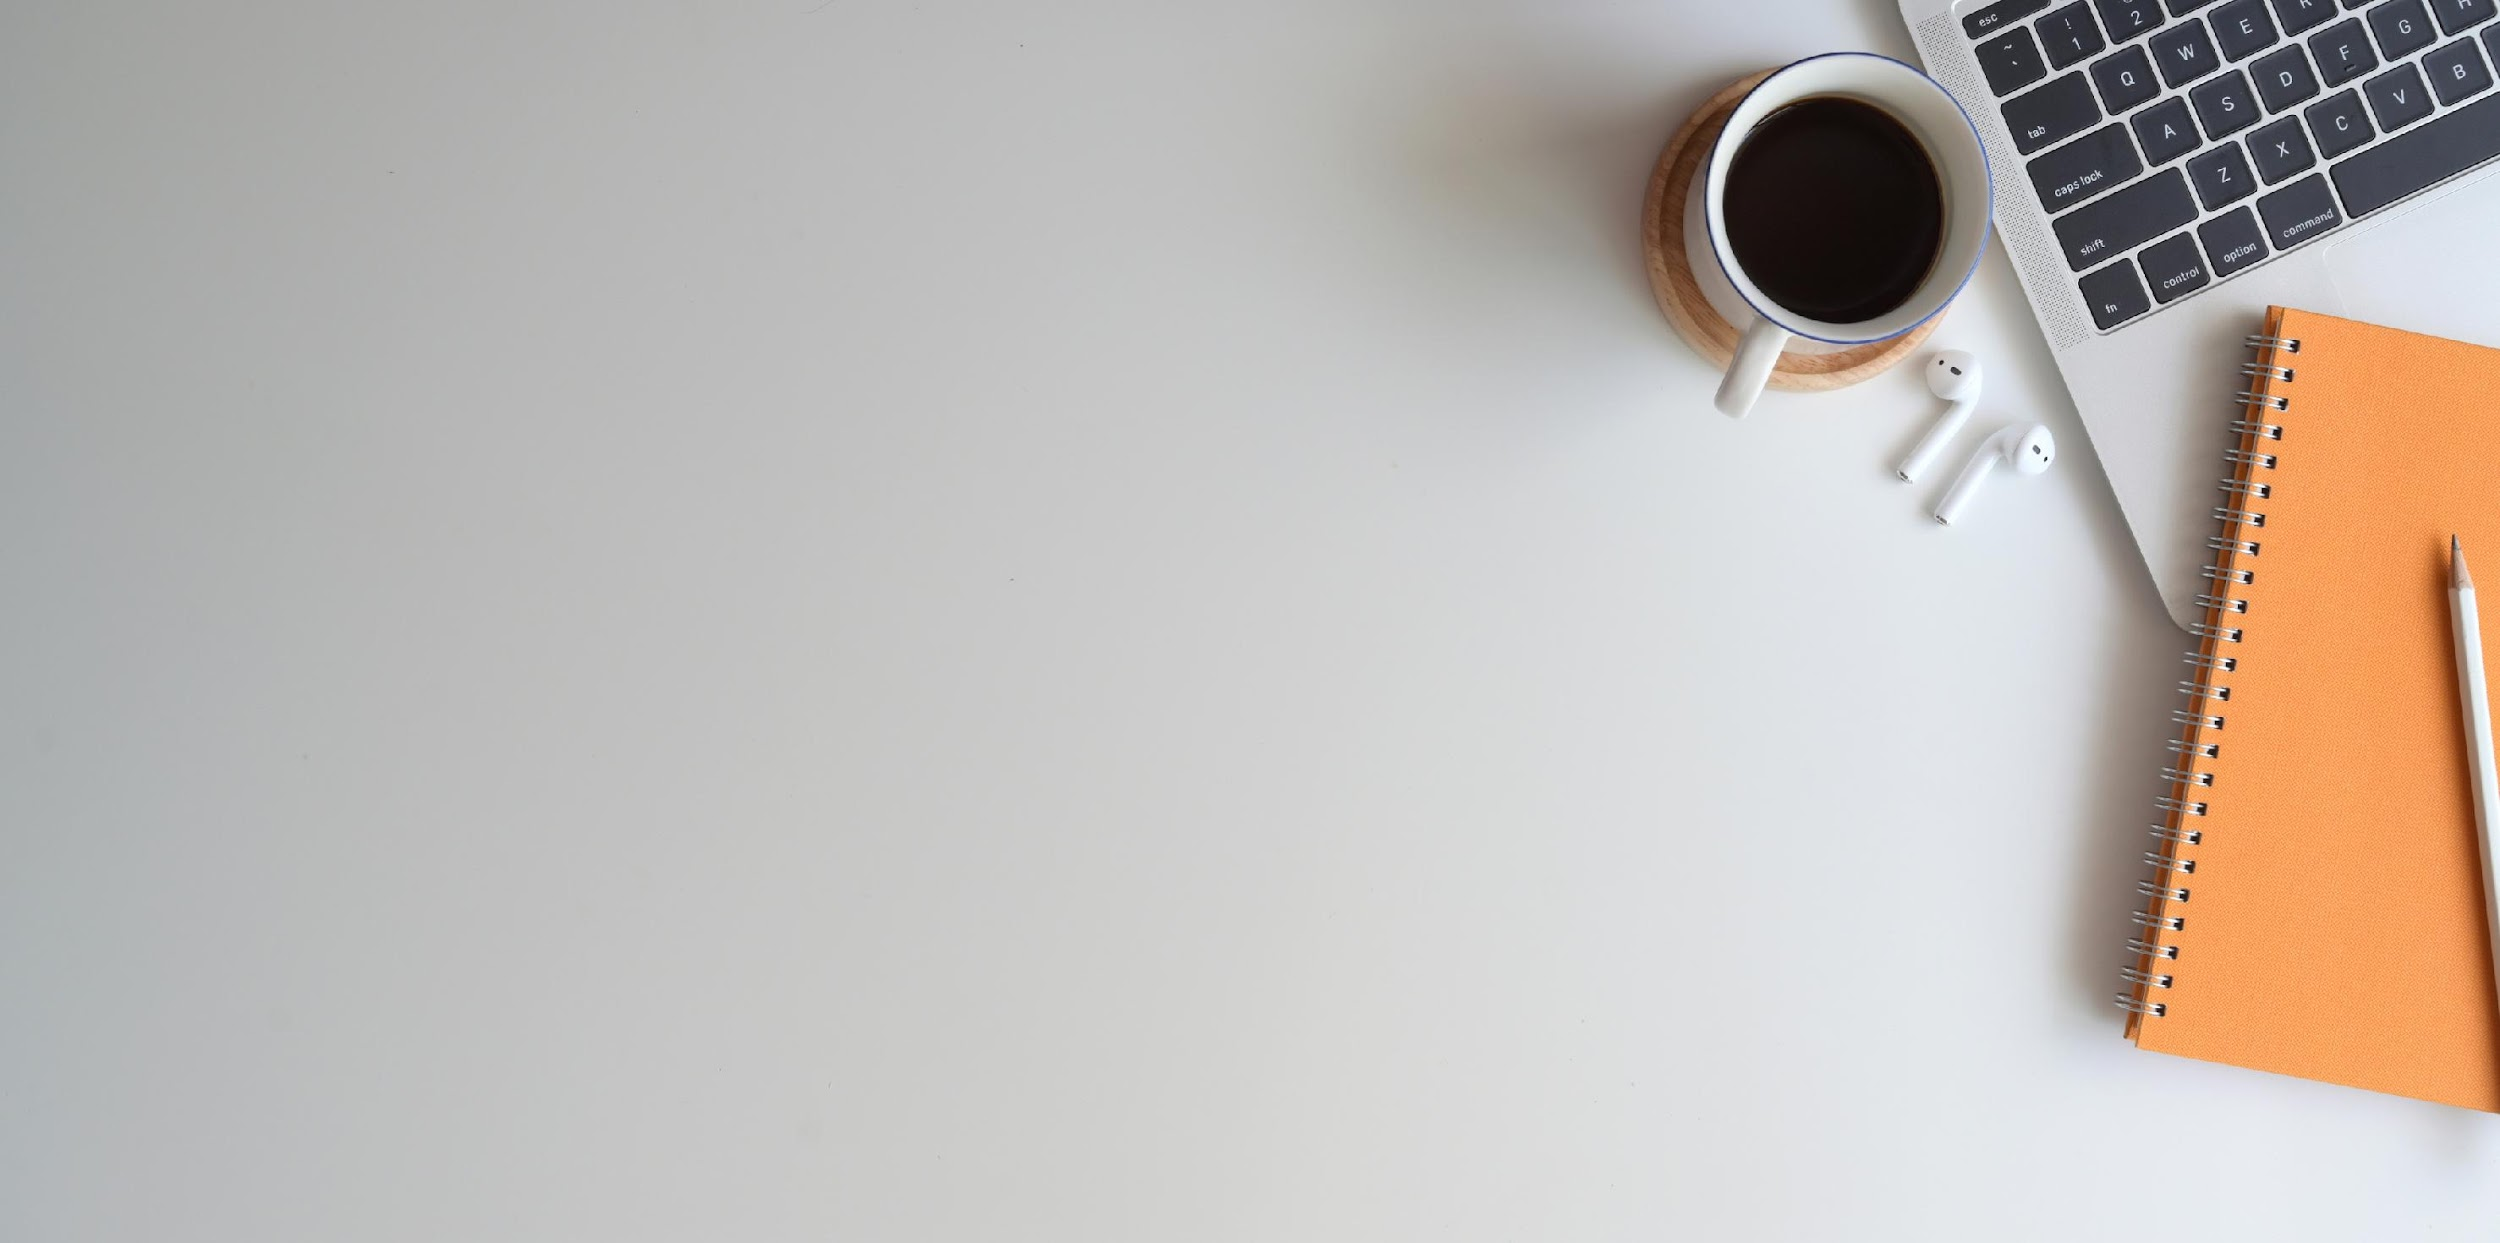 esc
~ ! 2
` 1
tab Q W E R
caps lock A S D F G H
shift Z X C V B
fn control option command